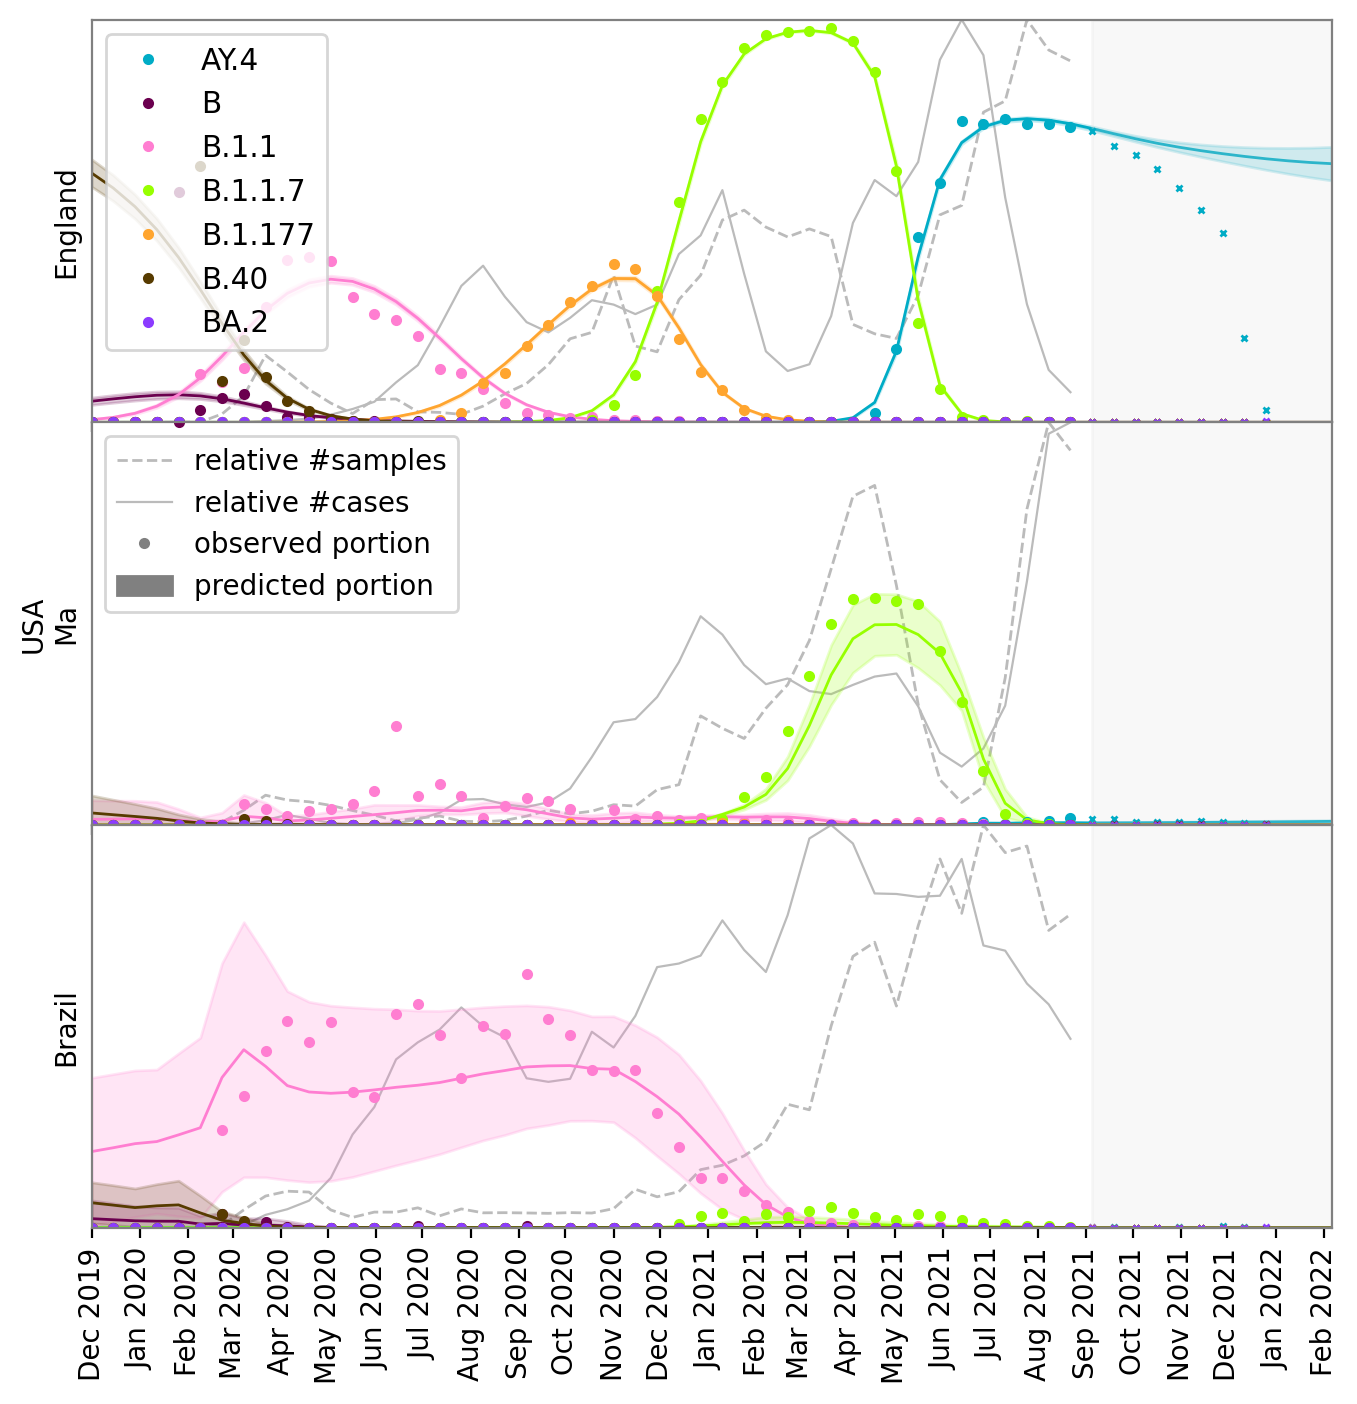 England
AY.4
B
B.1.1
B.1.1.7
B.1.177
B.40
BA.2
USA
Ma
relative #samples
relative #cases
observed portion
predicted portion
Brazil
Dec 2019
Jan 2020
Feb 2020
Mar 2020
Apr 2020
May 2020
Jun 2020
Jul 2020
Aug 2020
Sep 2020
Oct 2020
Nov 2020
Dec 2020
Jan 2021
Feb 2021
Mar 2021
Apr 2021
May 2021
Jun 2021
Jul 2021
Aug 2021
Sep 2021
Oct 2021
Nov 2021
Dec 2021
Jan 2022
Feb 2022